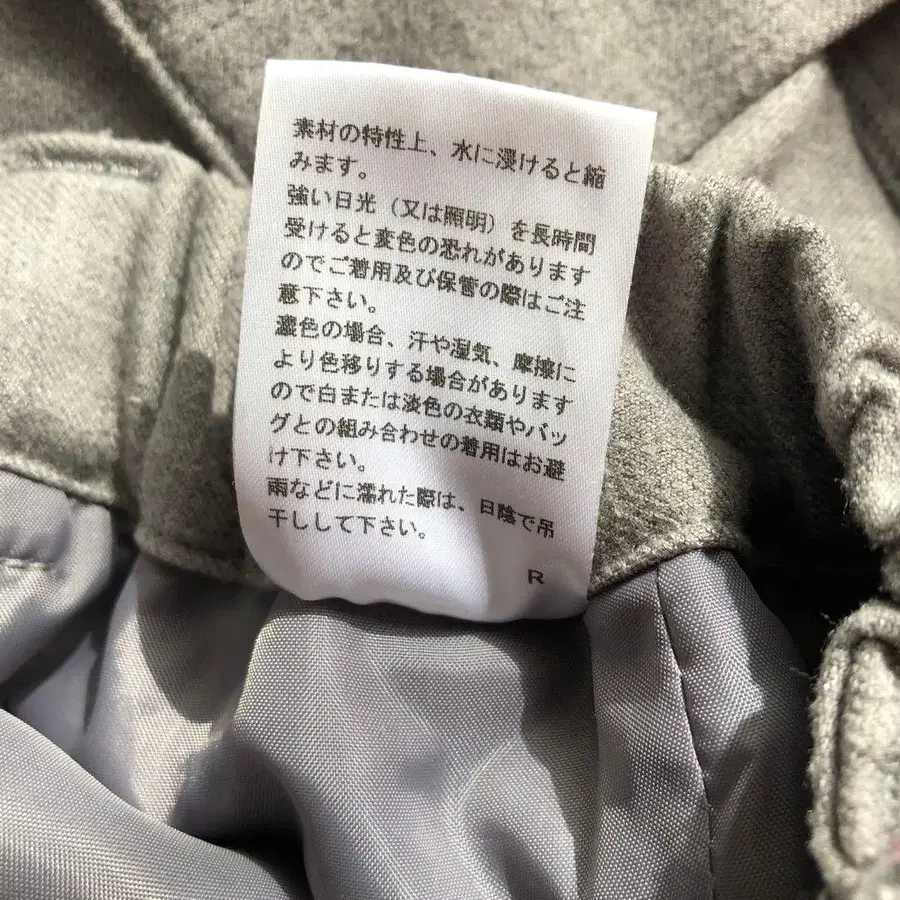 素材の特性上、水に浸けると縮
みます。
強い日光（又は照明）を長時間
受けると変色の恐れがあります
のでご着用及び保管の際はご注
意下さい。
濃色の場合、汗や湿気、摩擦に
より色移りする場合があります
ので白または淡色の衣類やバッ
グとの組み合わせの着用はお避
け下さい。
雨などに濡れた際は、日陰で吊
干しして下さい。
R